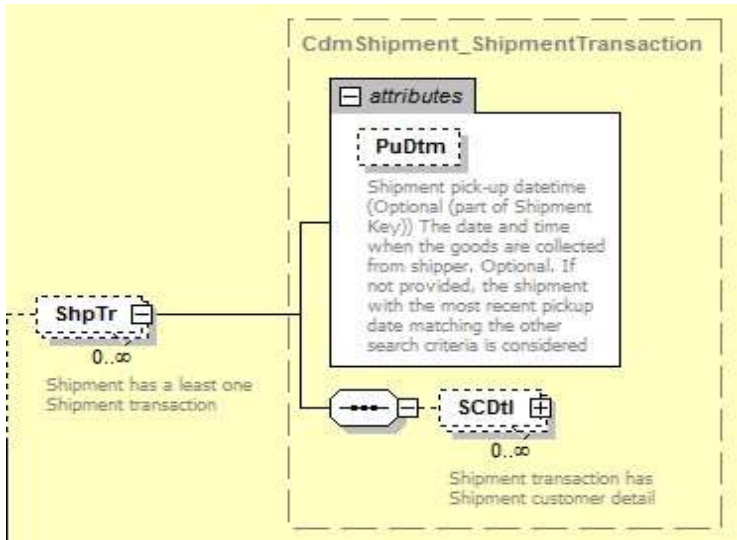 CdmShipment_ShipmentTransaction
attributes
PuDtm
Shipment pick-up datetime
(Optional (part of Shipment
Key)) The date and time
when the goods are collected
from shipper. Optional. If
not provided, the shipment
with the most recent pickup
date matching the other
search criteria is considered
ShpTr
0..∞
Shipment has a least one
Shipment transaction
SCDtl
0..∞
Shipment transaction has
Shipment customer detail